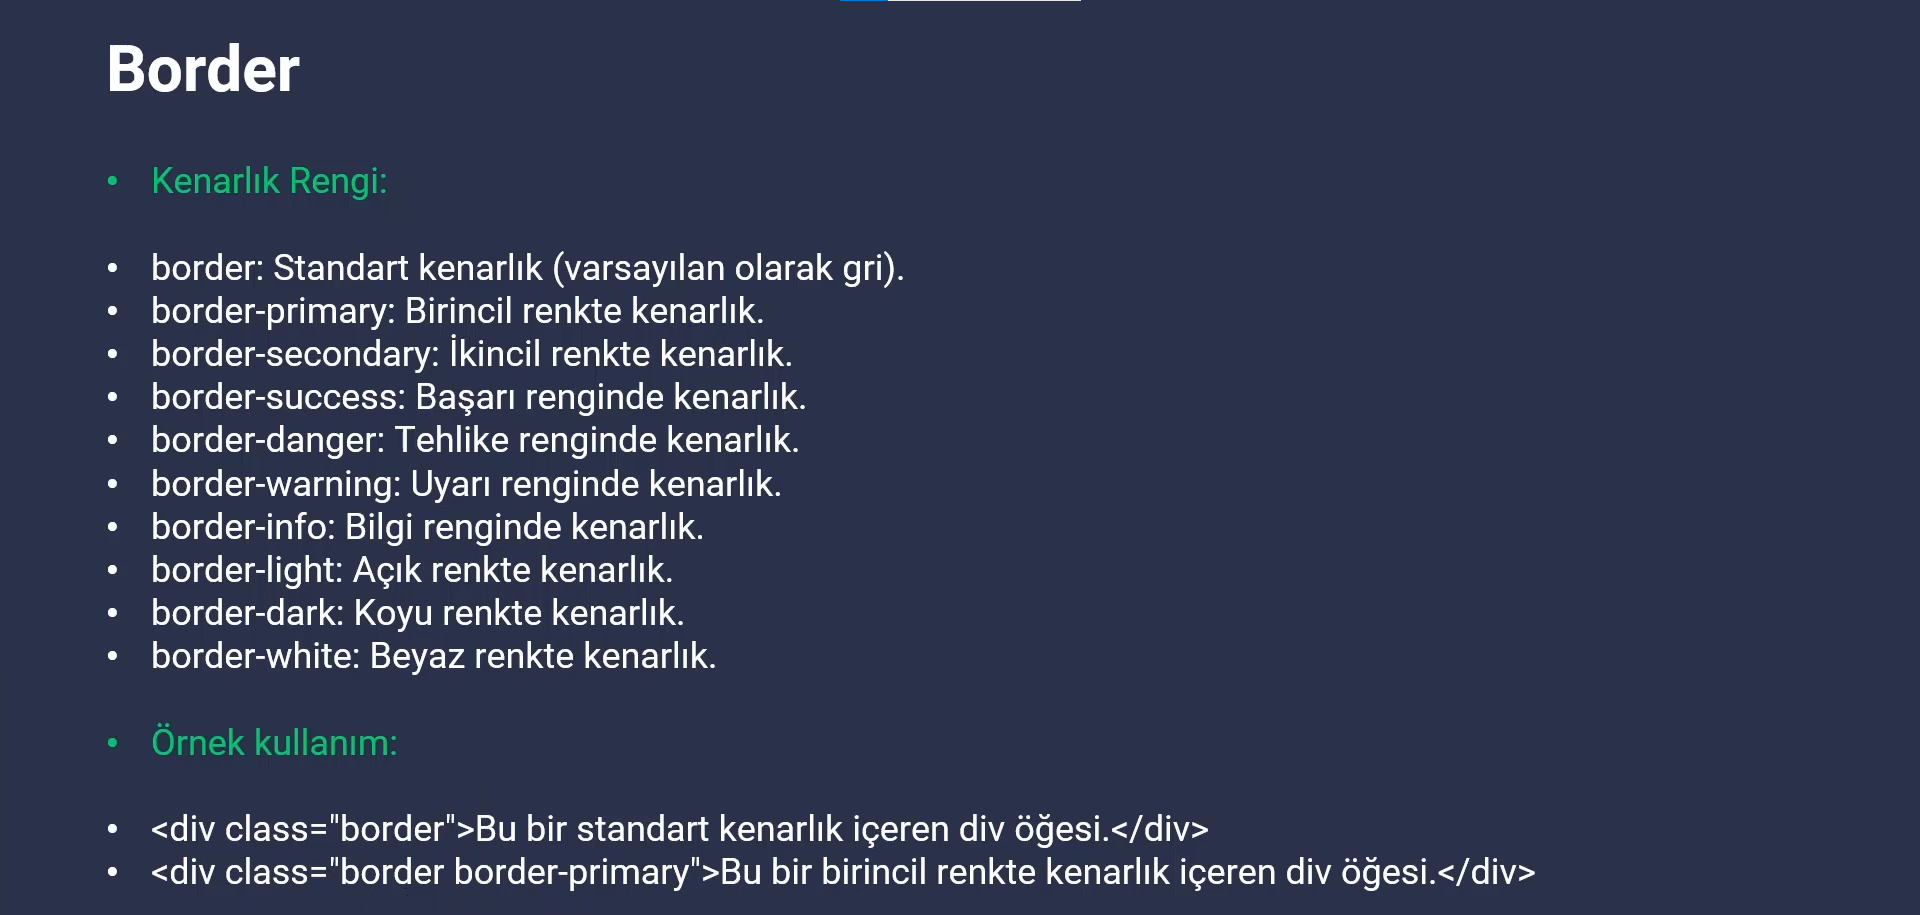 Border
• Kenarlık Rengi:
• border: Standart kenarlık (varsayılan olarak gri).
• border-primary: Birincil renkte kenarlık.
• border-secondary: İkincil renkte kenarlık.
• border-success: Başarı renginde kenarlık.
• border-danger: Tehlike renginde kenarlık.
• border-warning: Uyarı renginde kenarlık.
• border-info: Bilgi renginde kenarlık.
• border-light: Açık renkte kenarlık.
• border-dark: Koyu renkte kenarlık.
• border-white: Beyaz renkte kenarlık.
• Örnek kullanım:
• <div class="border">Bu bir standart kenarlık içeren div öğesi.</div>
• <div class="border border-primary">Bu bir birincil renkte kenarlık içeren div öğesi.</div>